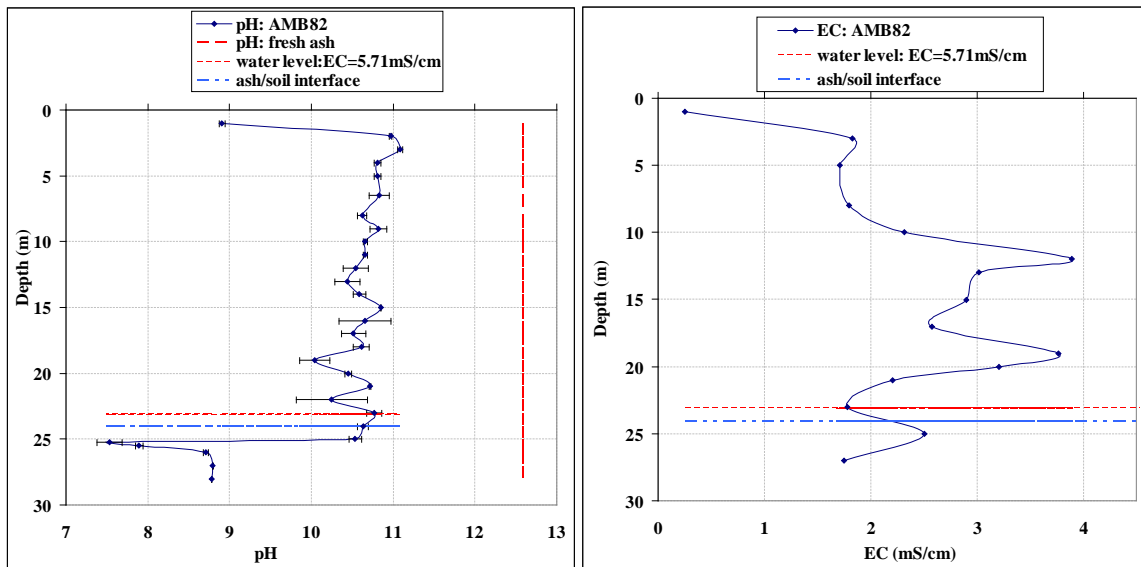 pH: AMB82
pH: fresh ash
water level:EC=5.71mS/cm
ash/soil interface
0
5
10
15
20
25
30
Depth (m)
7
8
9
10
11
12
13
pH
EC: AMB82
water level: EC=5.71mS/cm
ash/soil interface
0
5
10
15
20
25
30
Depth (m)
0
1
2
3
4
EC (mS/cm)